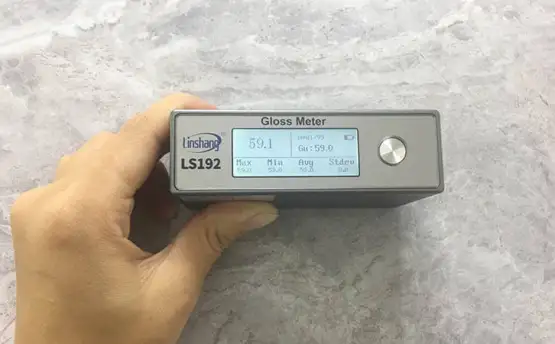 Gloss Meter
Linshang
LS192
59.1
Gu:59.0
Max Min Avg Stdev